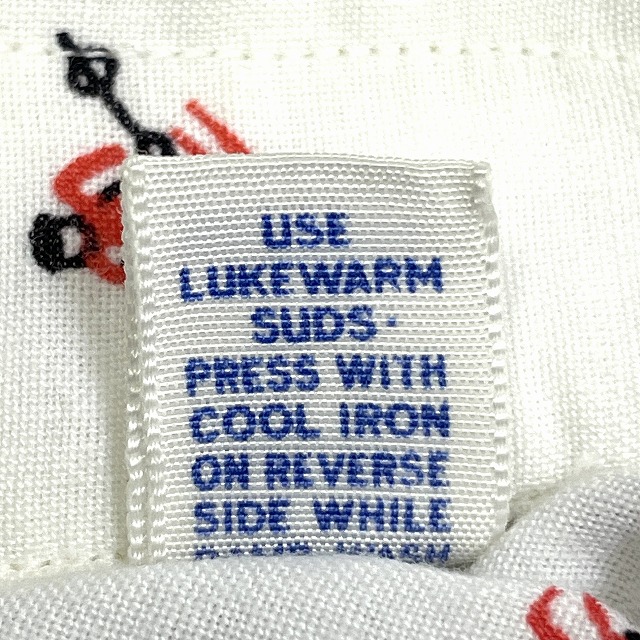 USE
LUKEWARM
SUDS-
PRESS WITH
COOL IRON
ON REVERSE
SIDE WHILE